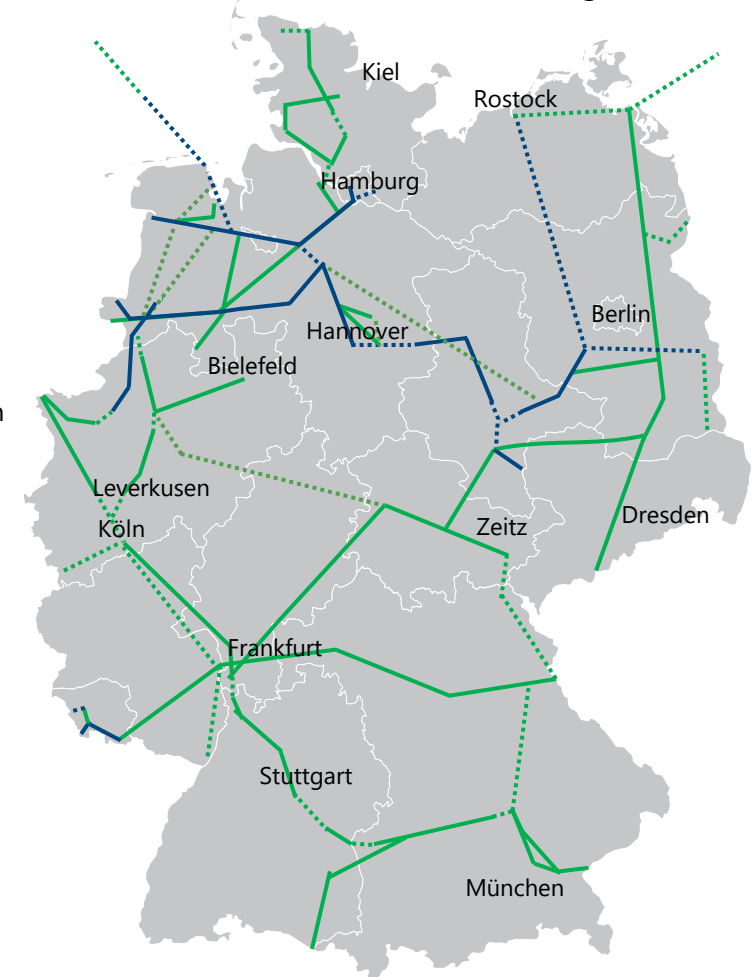 Kiel
Rostock
Hamburg
Berlin
Hannover
Bielefeld
Leverkusen
Köln
Zeitz
Dresden
Frankfurt
Stuttgart
München